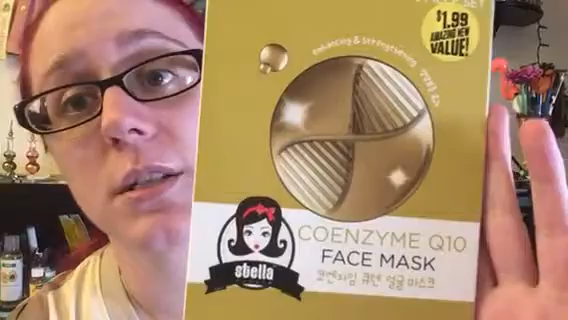 $1.99
AMAZING NEW
VALUE!
enhancing & strengthening
COENZYME Q10
FACE MASK
코엔자임 큐텐 얼굴 마스크
stella